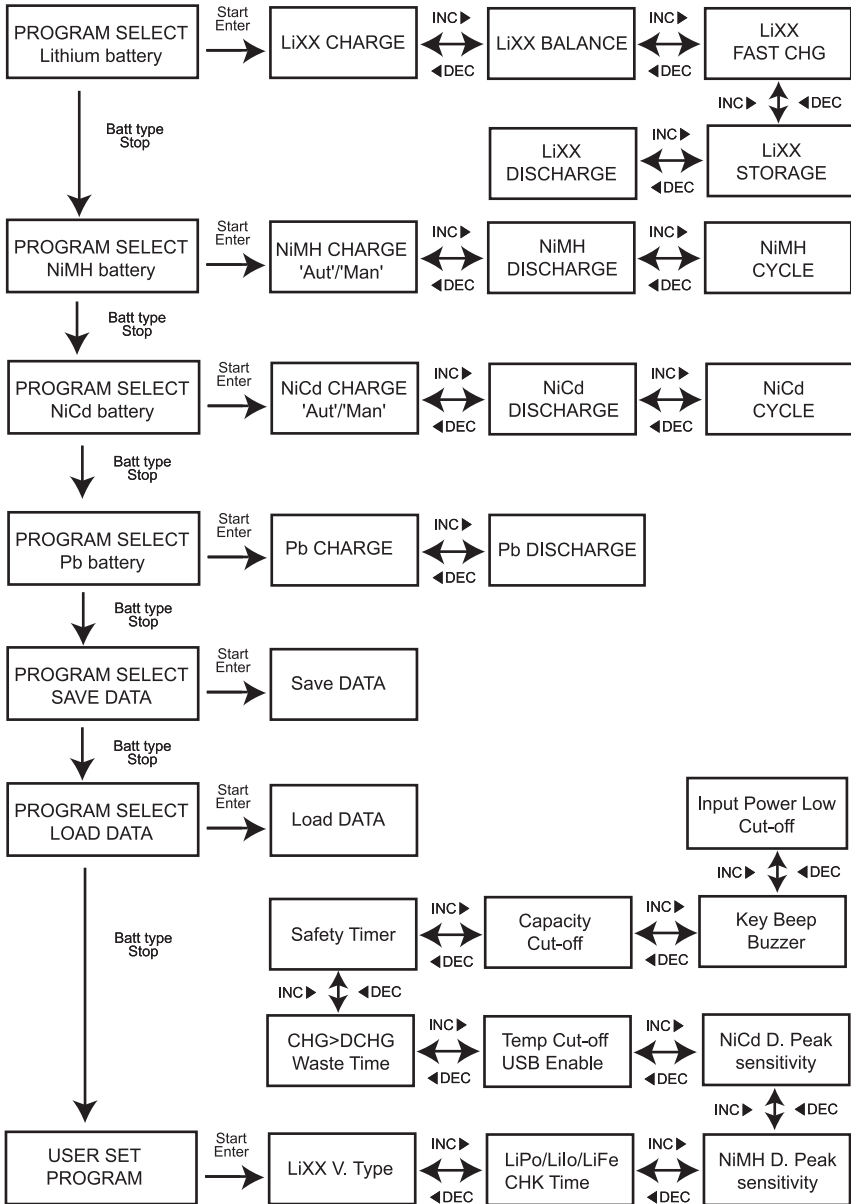 PROGRAM SELECT
Lithium battery
Start
Enter
LiXX CHARGE
INC ▶
◀ DEC
LiXX BALANCE
INC ▶
◀ DEC
LiXX
FAST CHG
INC ▶ ◀ DEC
Batt type
Stop
LiXX
DISCHARGE
INC ▶
◀ DEC
LiXX
STORAGE
PROGRAM SELECT
NiMH battery
Start
Enter
NiMH CHARGE
'Aut'/'Man'
INC ▶
◀ DEC
NiMH
DISCHARGE
INC ▶
◀ DEC
NiMH
CYCLE
Batt type
Stop
PROGRAM SELECT
NiCd battery
Start
Enter
NiCd CHARGE
'Aut'/'Man'
INC ▶
◀ DEC
NiCd
DISCHARGE
INC ▶
◀ DEC
NiCd
CYCLE
Batt type
Stop
PROGRAM SELECT
Pb battery
Start
Enter
Pb CHARGE
INC ▶
◀ DEC
Pb DISCHARGE
Batt type
Stop
PROGRAM SELECT
SAVE DATA
Start
Enter
Save DATA
Batt type
Stop
PROGRAM SELECT
LOAD DATA
Start
Enter
Load DATA
Input Power Low
Cut-off
INC ▶ ◀ DEC
Batt type
Stop
Safety Timer
INC ▶
◀ DEC
Capacity
Cut-off
INC ▶
◀ DEC
Key Beep
Buzzer
INC ▶ ◀ DEC
CHG>DCHG
Waste Time
INC ▶
◀ DEC
Temp Cut-off
USB Enable
INC ▶
◀ DEC
NiCd D. Peak
sensitivity
INC ▶ ◀ DEC
USER SET
PROGRAM
Start
Enter
LiXX V. Type
INC ▶
◀ DEC
LiPo/LiIo/LiFe
CHK Time
INC ▶
◀ DEC
NiMH D. Peak
sensitivity